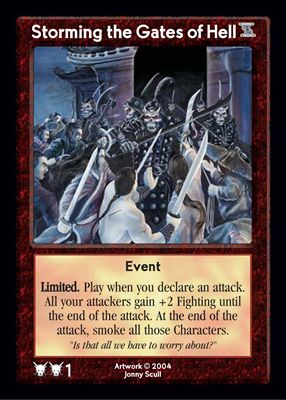 Storming the Gates of Hell
Event
Limited. Play when you declare an attack.
All your attackers gain +2 Fighting until
the end of the attack. At the end of the
attack, smoke all those Characters.
"Is that all we have to worry about?"
1
Artwork © 2004
Jonny Scull